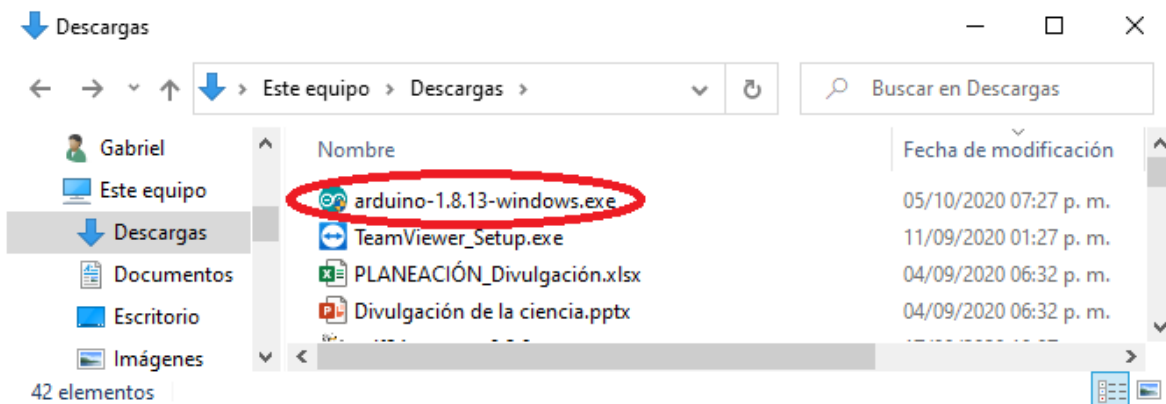 Descargas
Este equipo > Descargas >
Buscar en Descargas
Gabriel
Este equipo
Descargas
Documentos
Escritorio
Imágenes
Nombre
Fecha de modificación
arduino-1.8.13-windows.exe
05/10/2020 07:27 p. m.
TeamViewer_Setup.exe
11/09/2020 01:27 p. m.
PLANEACIÓN_Divulgación.xlsx
04/09/2020 06:32 p. m.
Divulgación de la ciencia.pptx
04/09/2020 06:32 p. m.
42 elementos